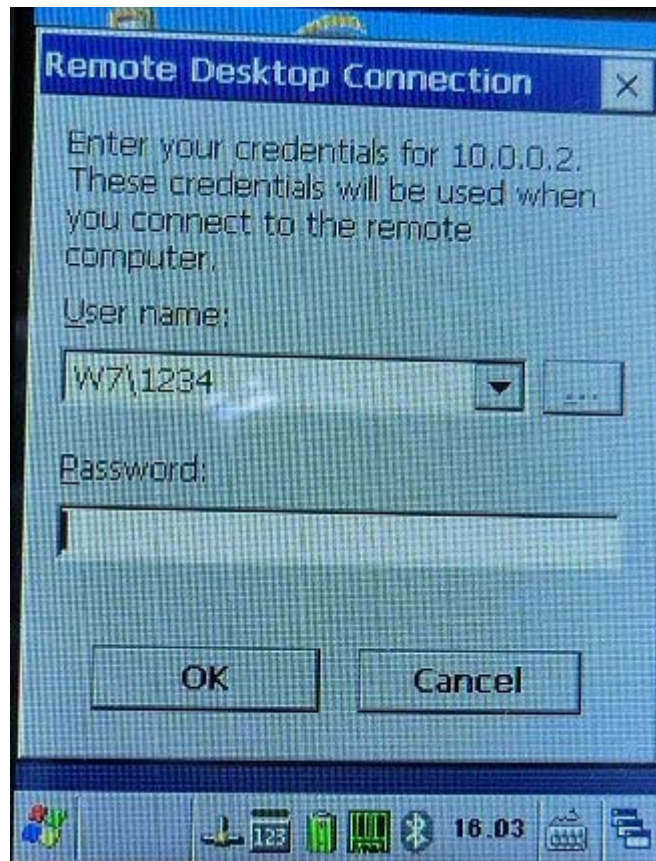 Remote Desktop Connection
Enter your credentials for 10.0.0.2.
These credentials will be used when
you connect to the remote
computer.
User name:
W7\1234
...
Password:
OK
Cancel
123
16.03